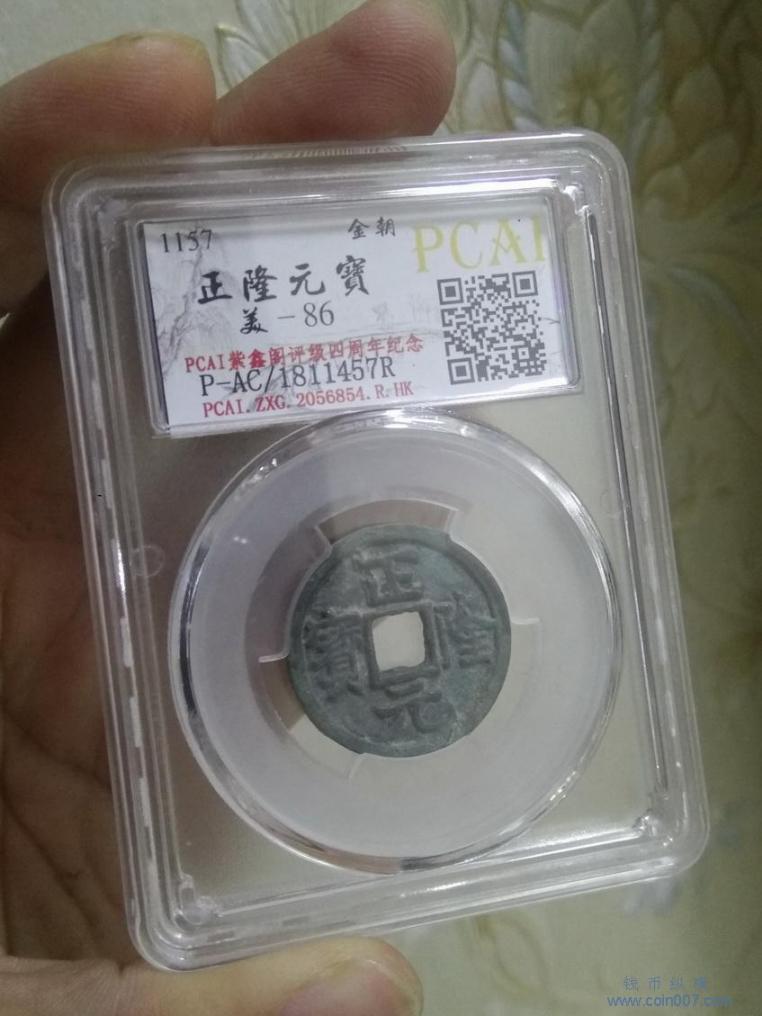 1157 金朝 PCAI
正隆元寶
美-86
PCAI紫鑫阁评级四周年纪念
P-AC/1811457R
PCAI.ZXG.2056854.R.HK
正
隆
元
寳
钱币纵横
www.coin007.com